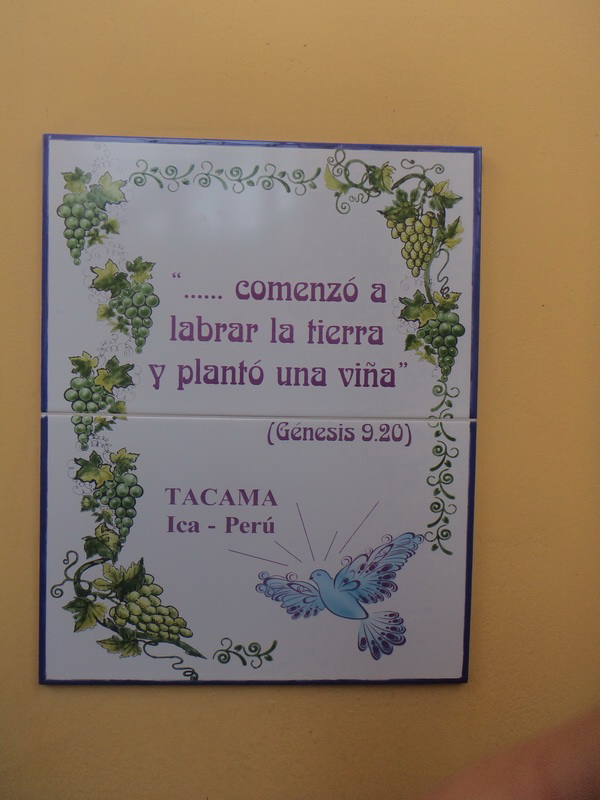 “...... comenzó a
labrar la tierra
y plantó una viña”
(Génesis 9.20)
TACAMA
Ica - Perú